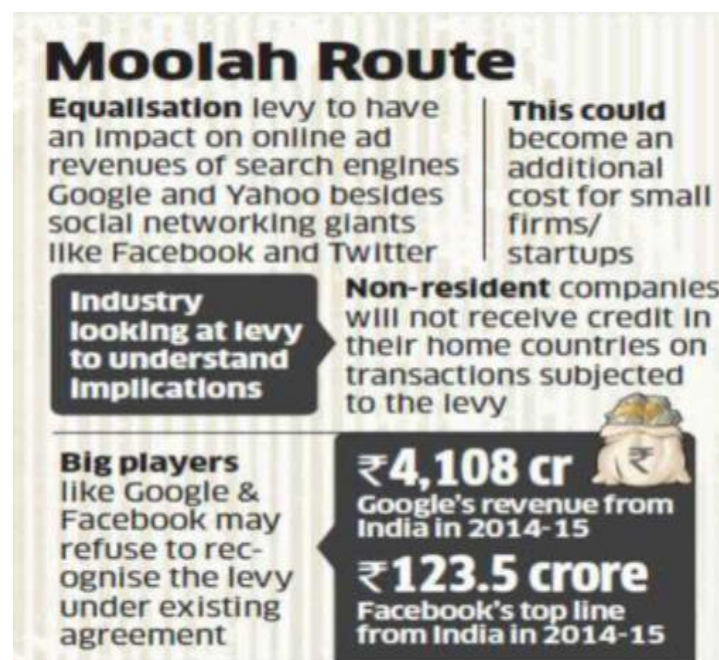 Moolah Route
Equalisation levy to have
an impact on online ad
revenues of search engines
Google and Yahoo besides
social networking giants
like Facebook and Twitter
This could
become an
additional
cost for small
firms/
startups
Industry
looking at levy
to understand
implications
Non-resident companies
will not receive credit in
their home countries on
transactions subjected
to the levy
Big players
like Google &
Facebook may
refuse to rec-
ognise the levy
under existing
agreement
₹4,108 cr
Google's revenue from
India in 2014-15
₹123.5 crore
Facebook's top line
from India in 2014-15
₹